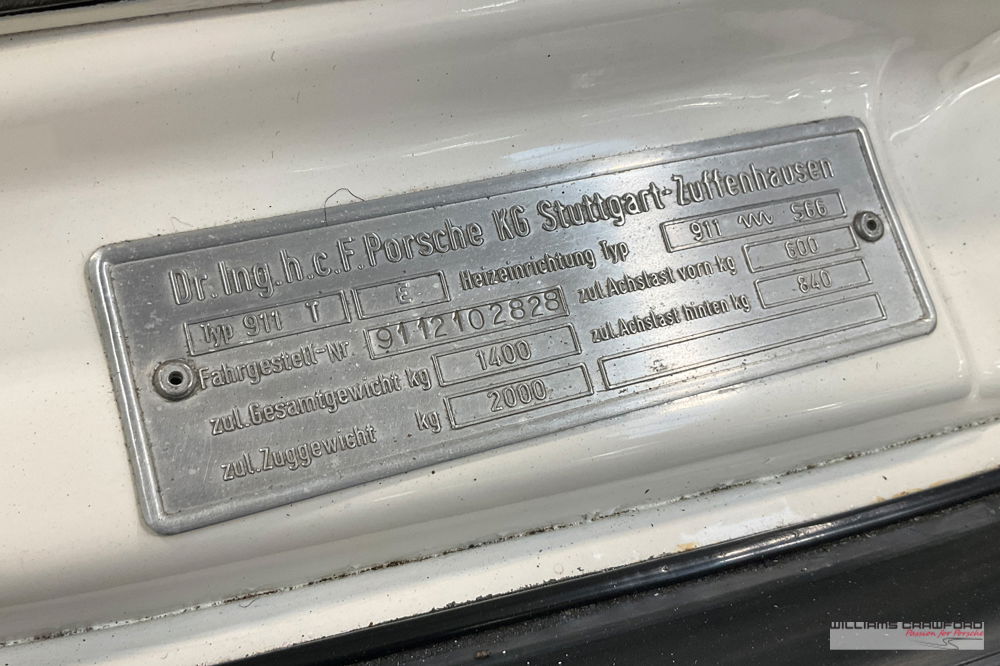 Dr. Ing. h. c. F. Porsche KG Stuttgart-Zuffenhausen
Typ 911 T E Heizeinrichtung Typ 911 S66
Fahrgestell-Nr. 9112102828 zul. Achslast vorn kg 600
zul. Gesamtgewicht kg 1400 zul. Achslast hinten kg 840
zul. Zuggewicht kg 2000
WILLIAMS CRAWFORD
Passion for Porsche